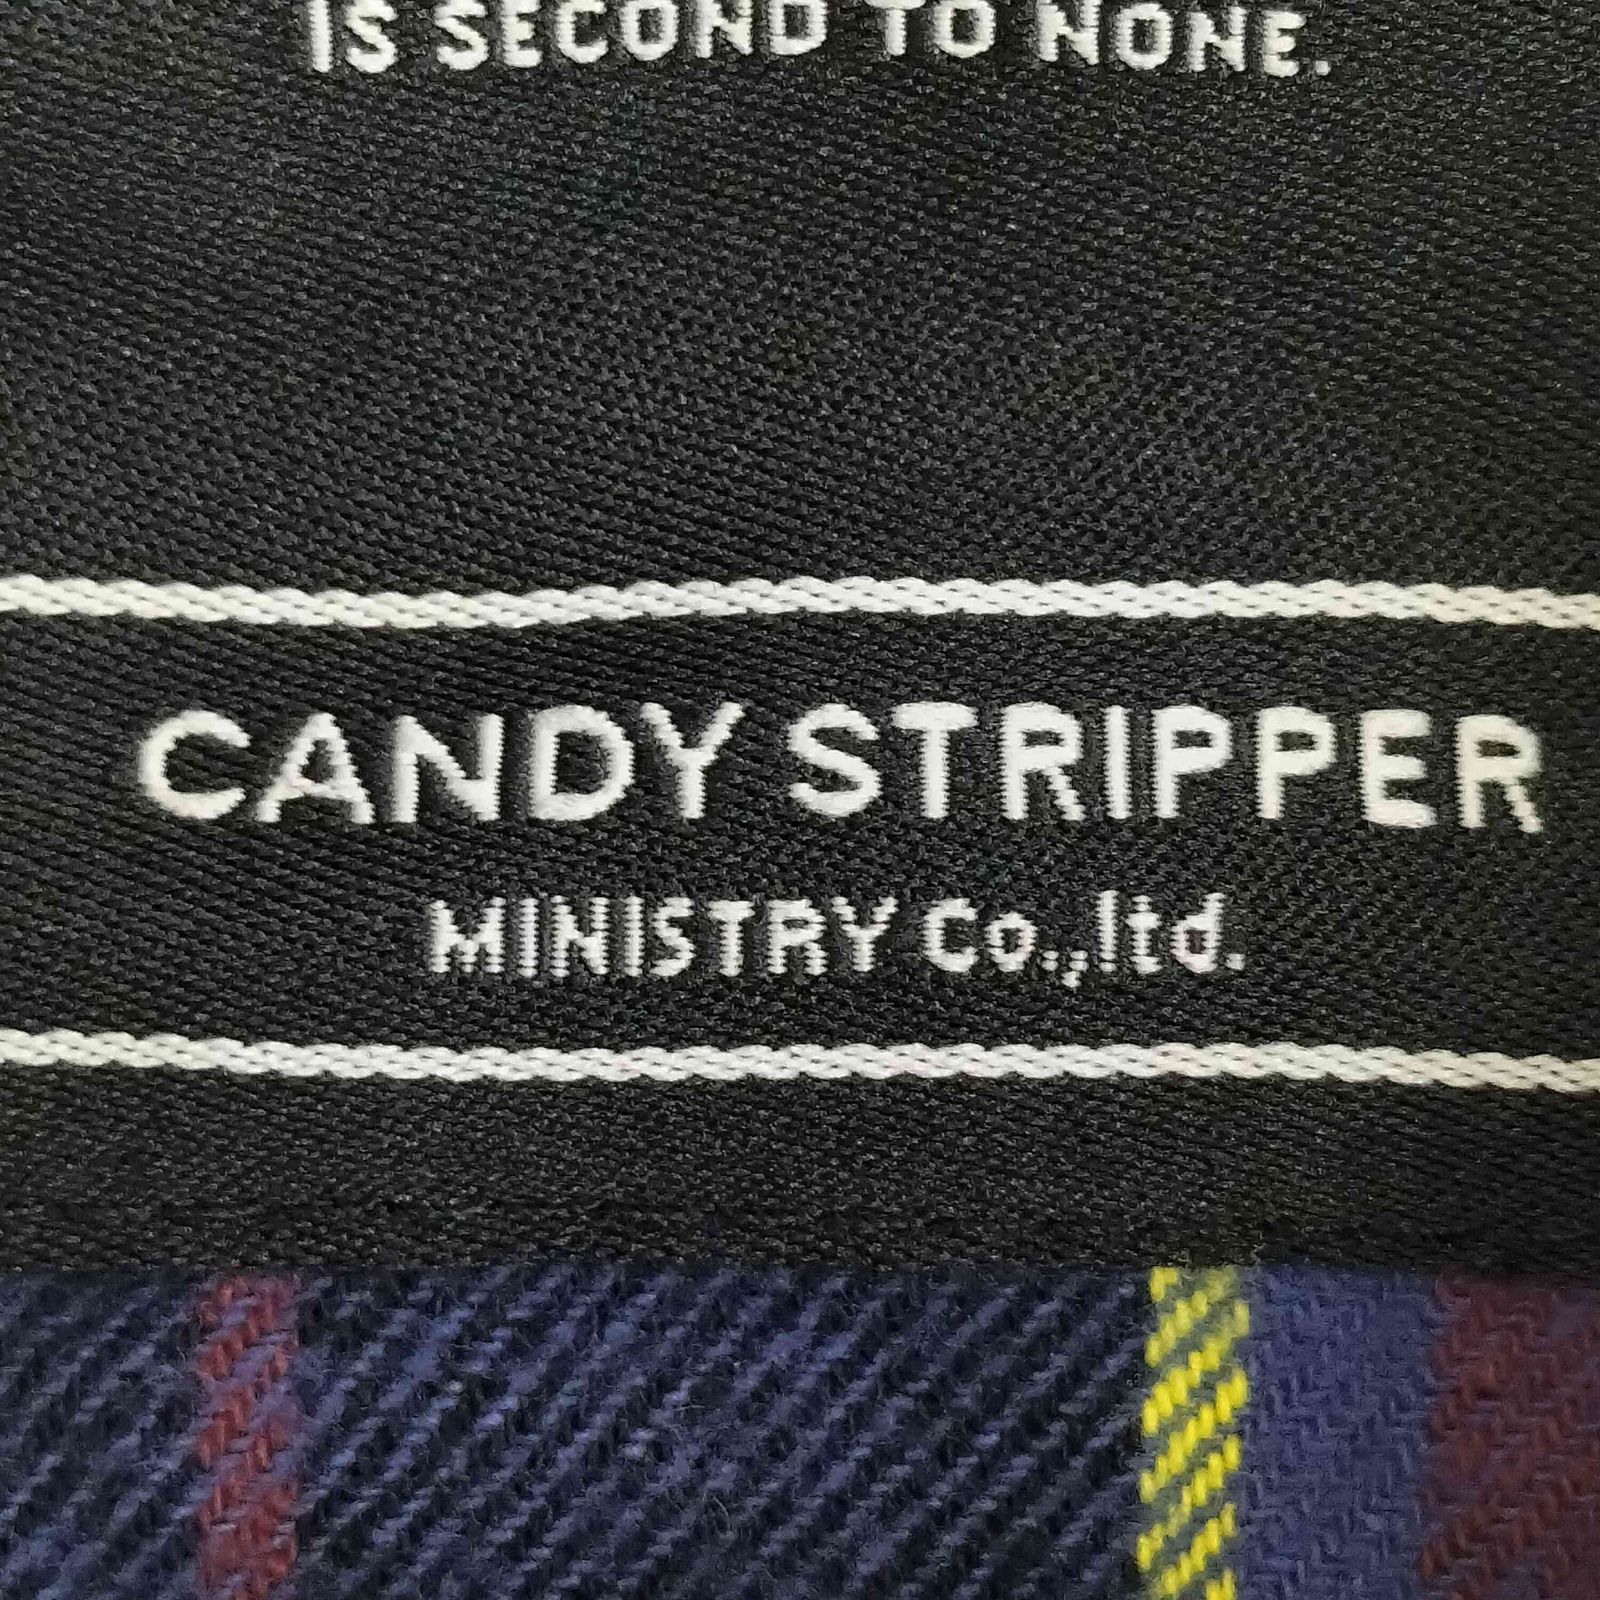 IS SECOND TO NONE.
CANDY STRIPPER
MINISTRY Co.,ltd.